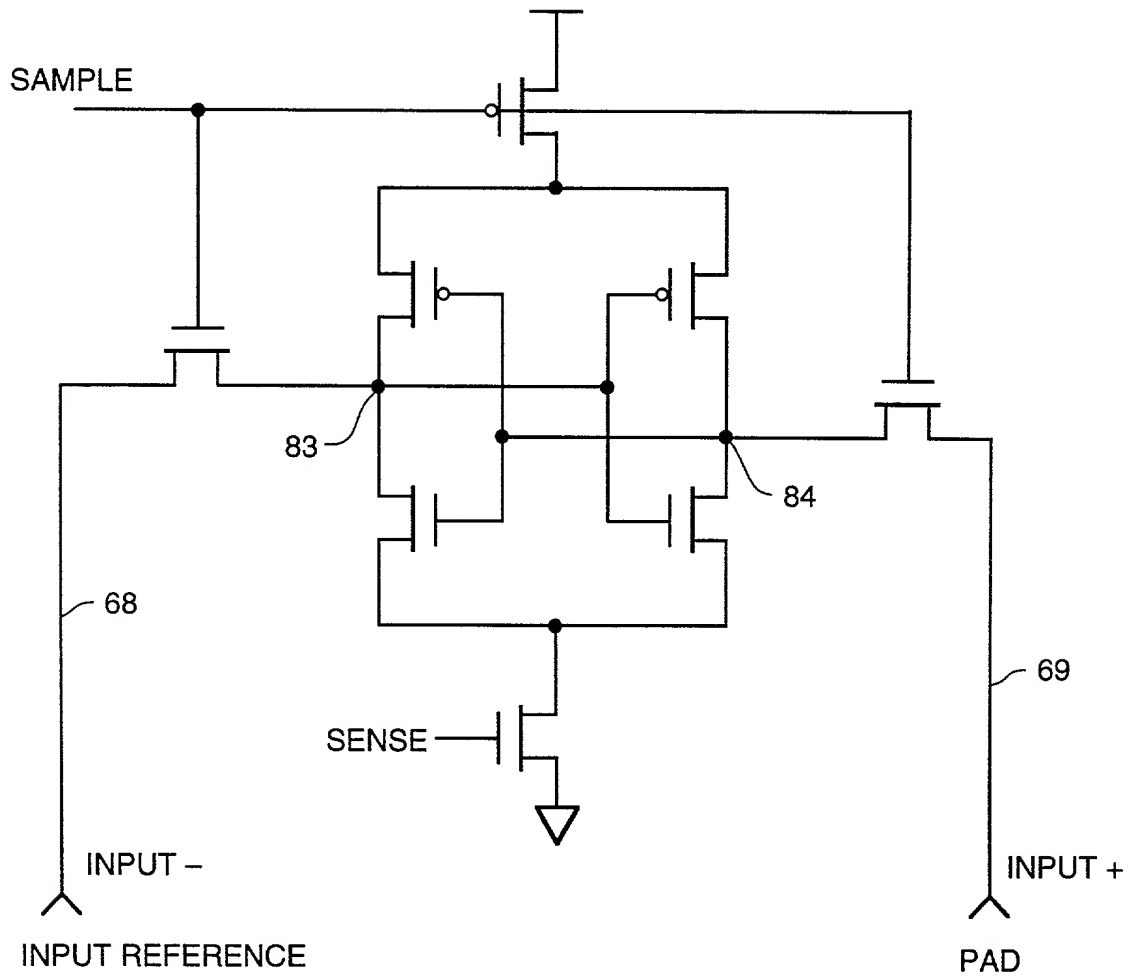 SAMPLE
83
84
68
69
SENSE
INPUT –
INPUT +
INPUT REFERENCE
PAD